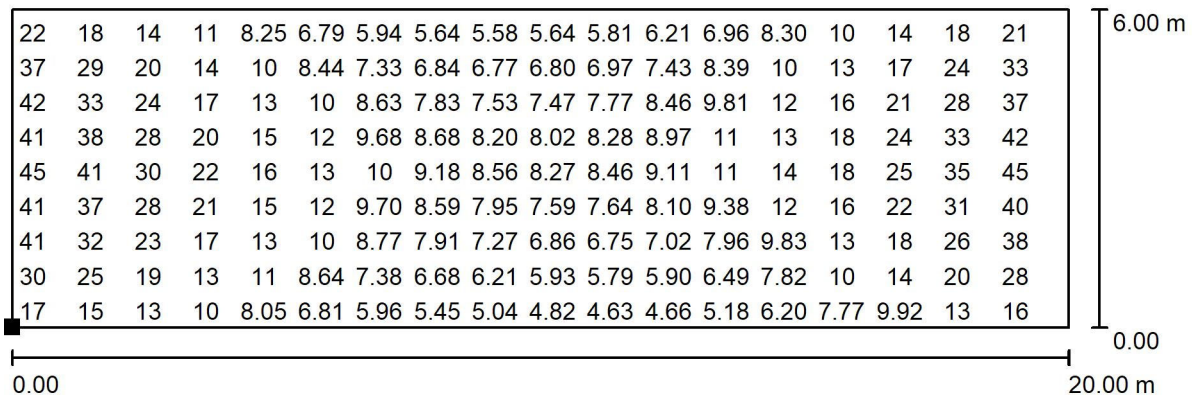 22 18 14 11 8.25 6.79 5.94 5.64 5.58 5.64 5.81 6.21 6.96 8.30 10 14 18 21
6.00 m
37 29 20 14 10 8.44 7.33 6.84 6.77 6.80 6.97 7.43 8.39 10 13 17 24 33
42 33 24 17 13 10 8.63 7.83 7.53 7.47 7.77 8.46 9.81 12 16 21 28 37
41 38 28 20 15 12 9.68 8.68 8.20 8.02 8.28 8.97 11 13 18 24 33 42
45 41 30 22 16 13 10 9.18 8.56 8.27 8.46 9.11 11 14 18 25 35 45
41 37 28 21 15 12 9.70 8.59 7.95 7.59 7.64 8.10 9.38 12 16 22 31 40
41 32 23 17 13 10 8.77 7.91 7.27 6.86 6.75 7.02 7.96 9.83 13 18 26 38
30 25 19 13 11 8.64 7.38 6.68 6.21 5.93 5.79 5.90 6.49 7.82 10 14 20 28
17 15 13 10 8.05 6.81 5.96 5.45 5.04 4.82 4.63 4.66 5.18 6.20 7.77 9.92 13 16
0.00
0.00
20.00 m